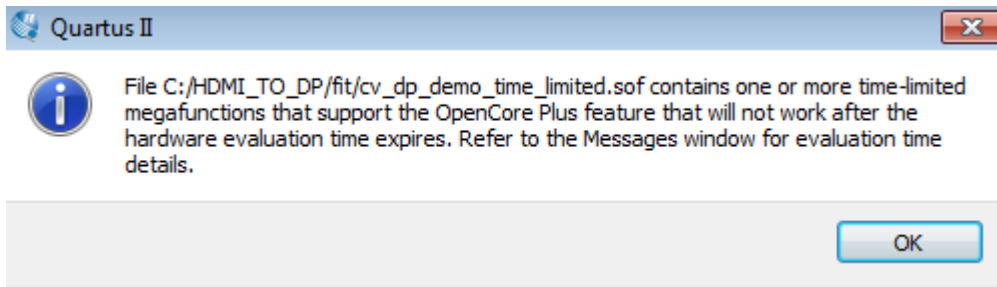 Quartus II
File C:/HDMI_TO_DP/fit/cv_dp_demo_time_limited.sof contains one or more time-limited
megafunctions that support the OpenCore Plus feature that will not work after the
hardware evaluation time expires. Refer to the Messages window for evaluation time
details.
OK